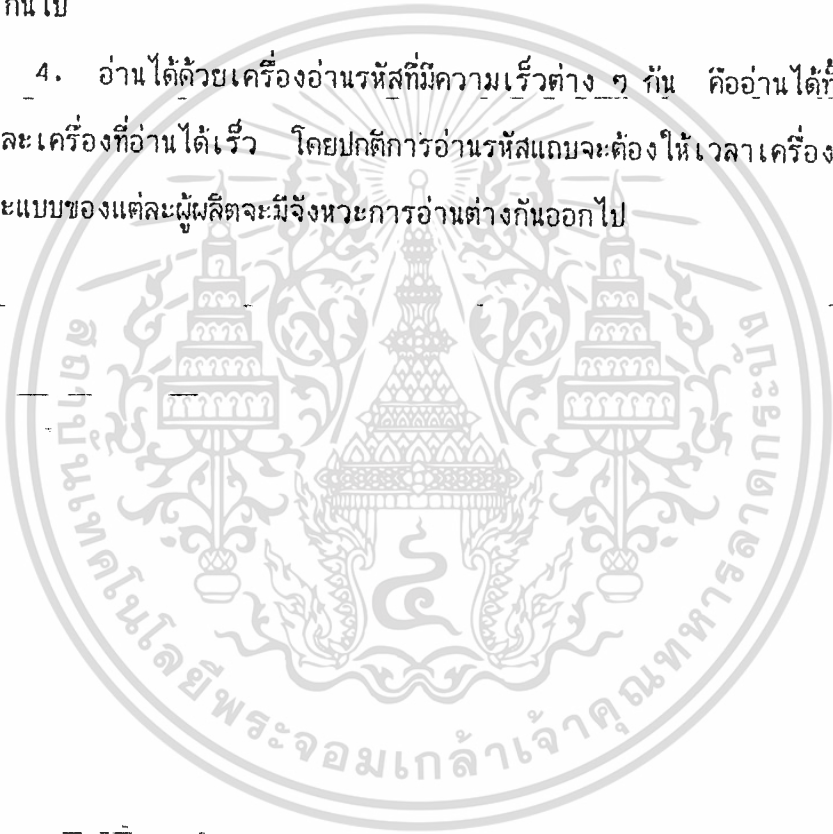 กันไป
4. อ่านได้ด้วยเครื่องอ่านรหัสที่มีความเร็วต่าง ๆ กัน คืออ่านได้ทั้
ละเครื่องที่อ่านได้เร็ว โดยปกติการอ่านรหัสแถบจะต้องให้เวลาเครื่อง
ะแบบของแต่ละผู้ผลิตจะมีจังหวะการอ่านต่างกันออกไป
สถาบันเทคโนโลยีพระจอมเกล้าเจ้าคุณทหารลาดกระบัง